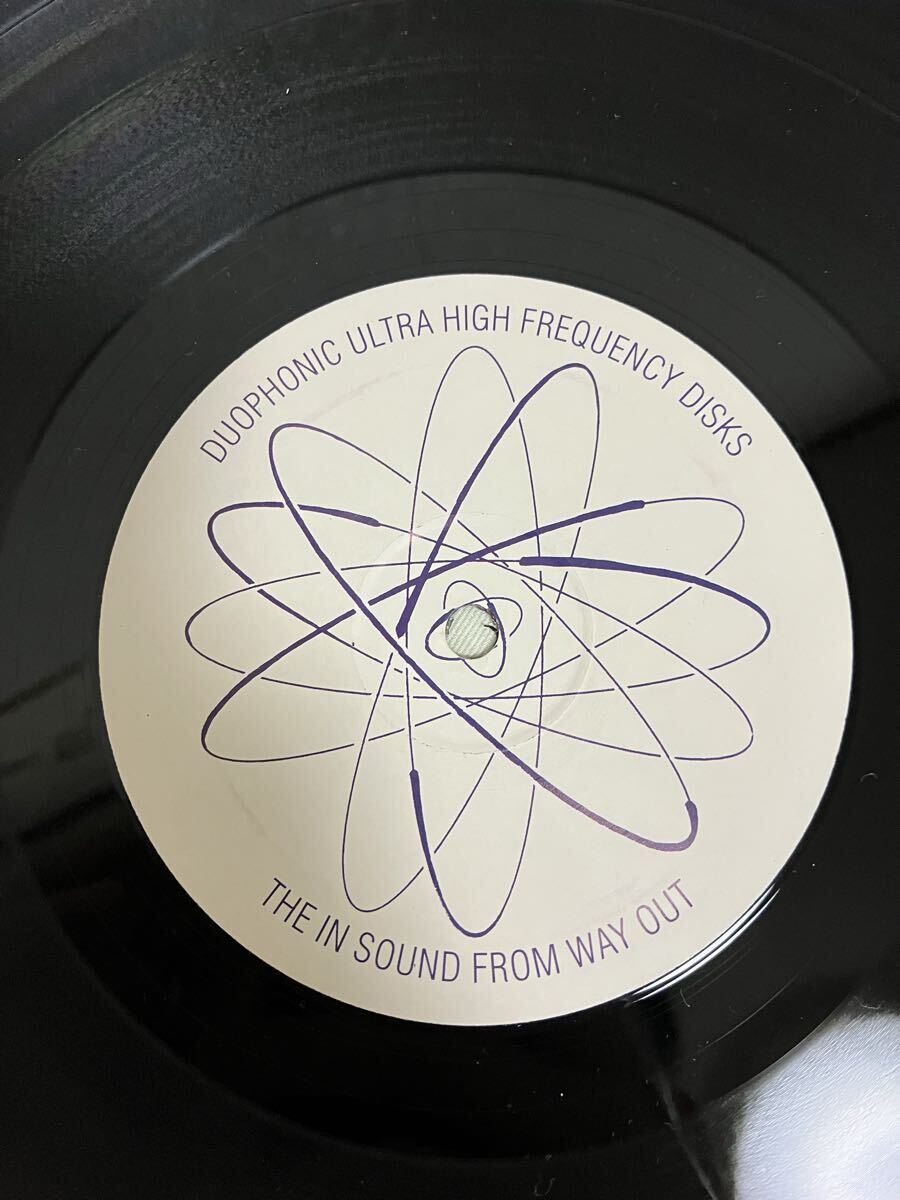 DUOPHONIC ULTRA HIGH FREQUENCY DISKS
THE IN SOUND FROM WAY OUT